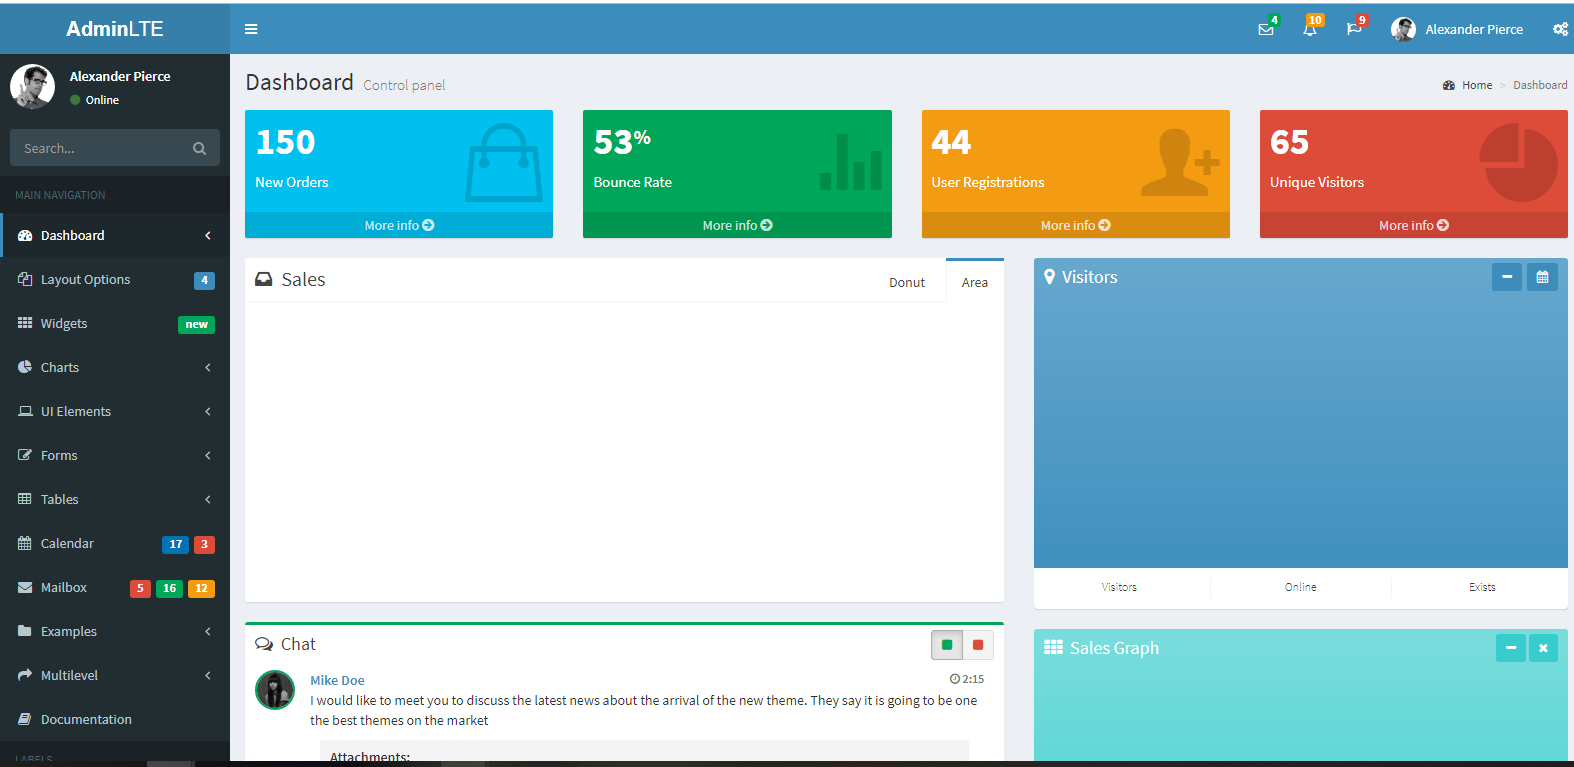 AdminLTE
4
10
9
Alexander Pierce
Alexander Pierce
Online
Search...
MAIN NAVIGATION
Dashboard
Layout Options 4
Widgets new
Charts
UI Elements
Forms
Tables
Calendar 17 3
Mailbox 5 16 12
Examples
Multilevel
Documentation
LABELS
Dashboard Control panel
Home > Dashboard
150
New Orders
More info
53%
Bounce Rate
More info
44
User Registrations
More info
65
Unique Visitors
More info
Sales
Donut
Area
Visitors
Visitors
Online
Exists
Chat
Mike Doe
2:15
I would like to meet you to discuss the latest news about the arrival of the new theme. They say it is going to be one
the best themes on the market
Attachments:
Sales Graph